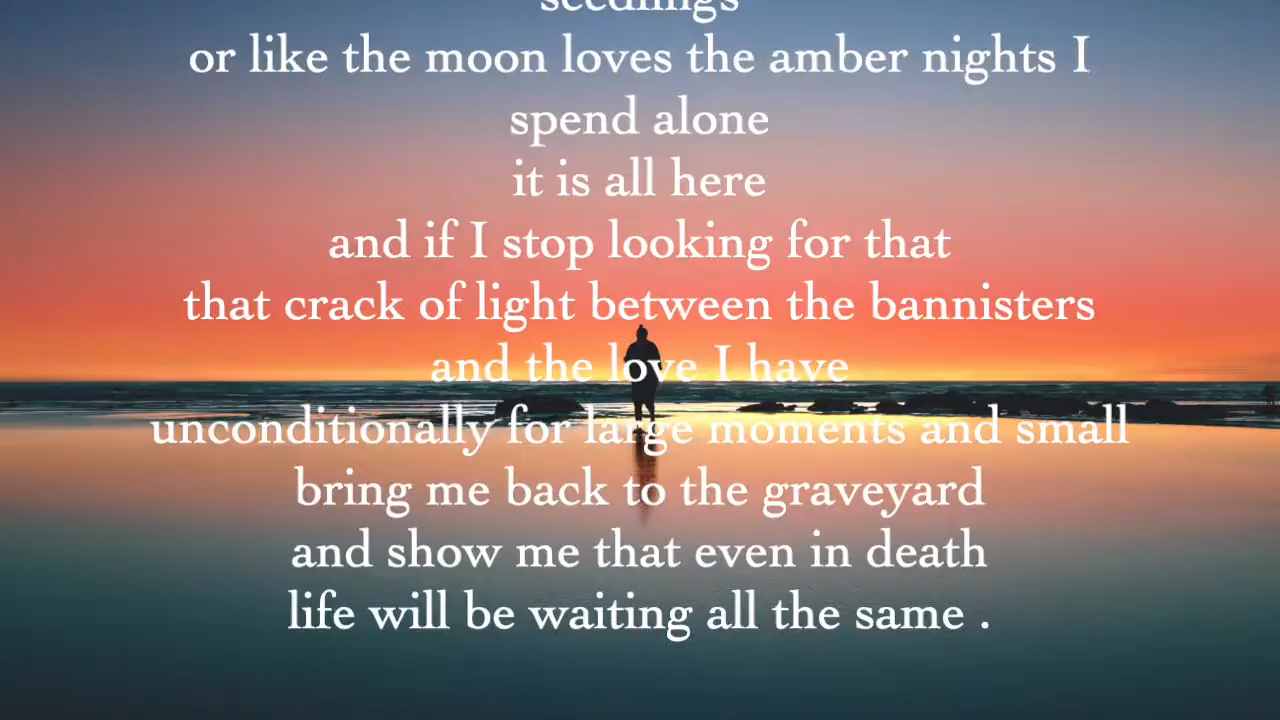 seedlings
or like the moon loves the amber nights I
spend alone
it is all here
and if I stop looking for that
that crack of light between the bannisters
and the love I have
unconditionally for large moments and small
bring me back to the graveyard
and show me that even in death
life will be waiting all the same .